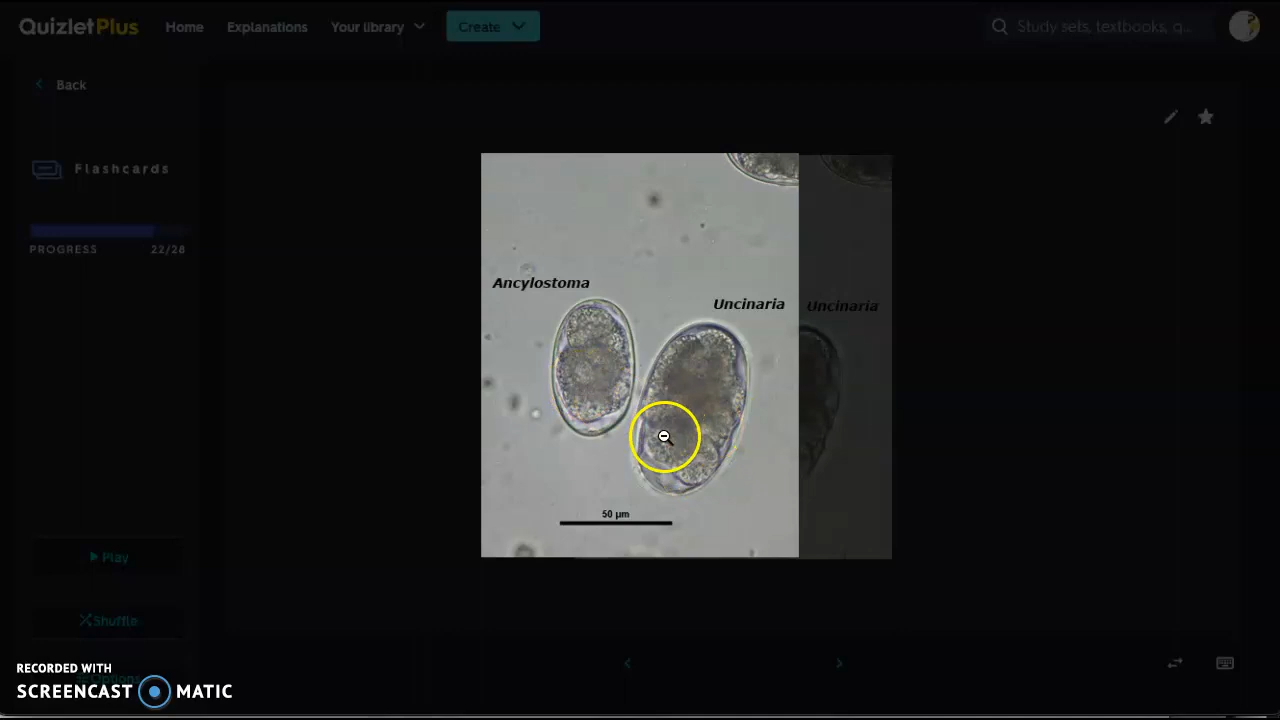 QuizletPlus Home Explanations Your library Create Study sets, textbooks, q..
Back
Flashcards
PROGRESS 22/28
Ancylostoma
Uncinaria Uncinaria
50 µm
Play
Shuffle
RECORDED WITH
Options
SCREENCAST MATIC